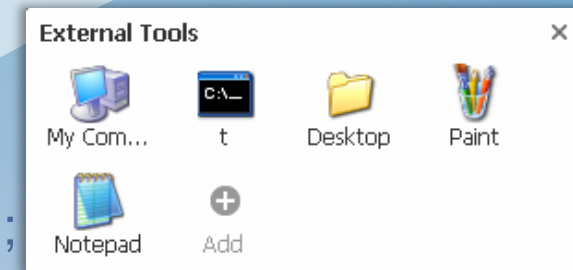 External Tools
C:\_
My Com... t Desktop Paint
Notepad Add